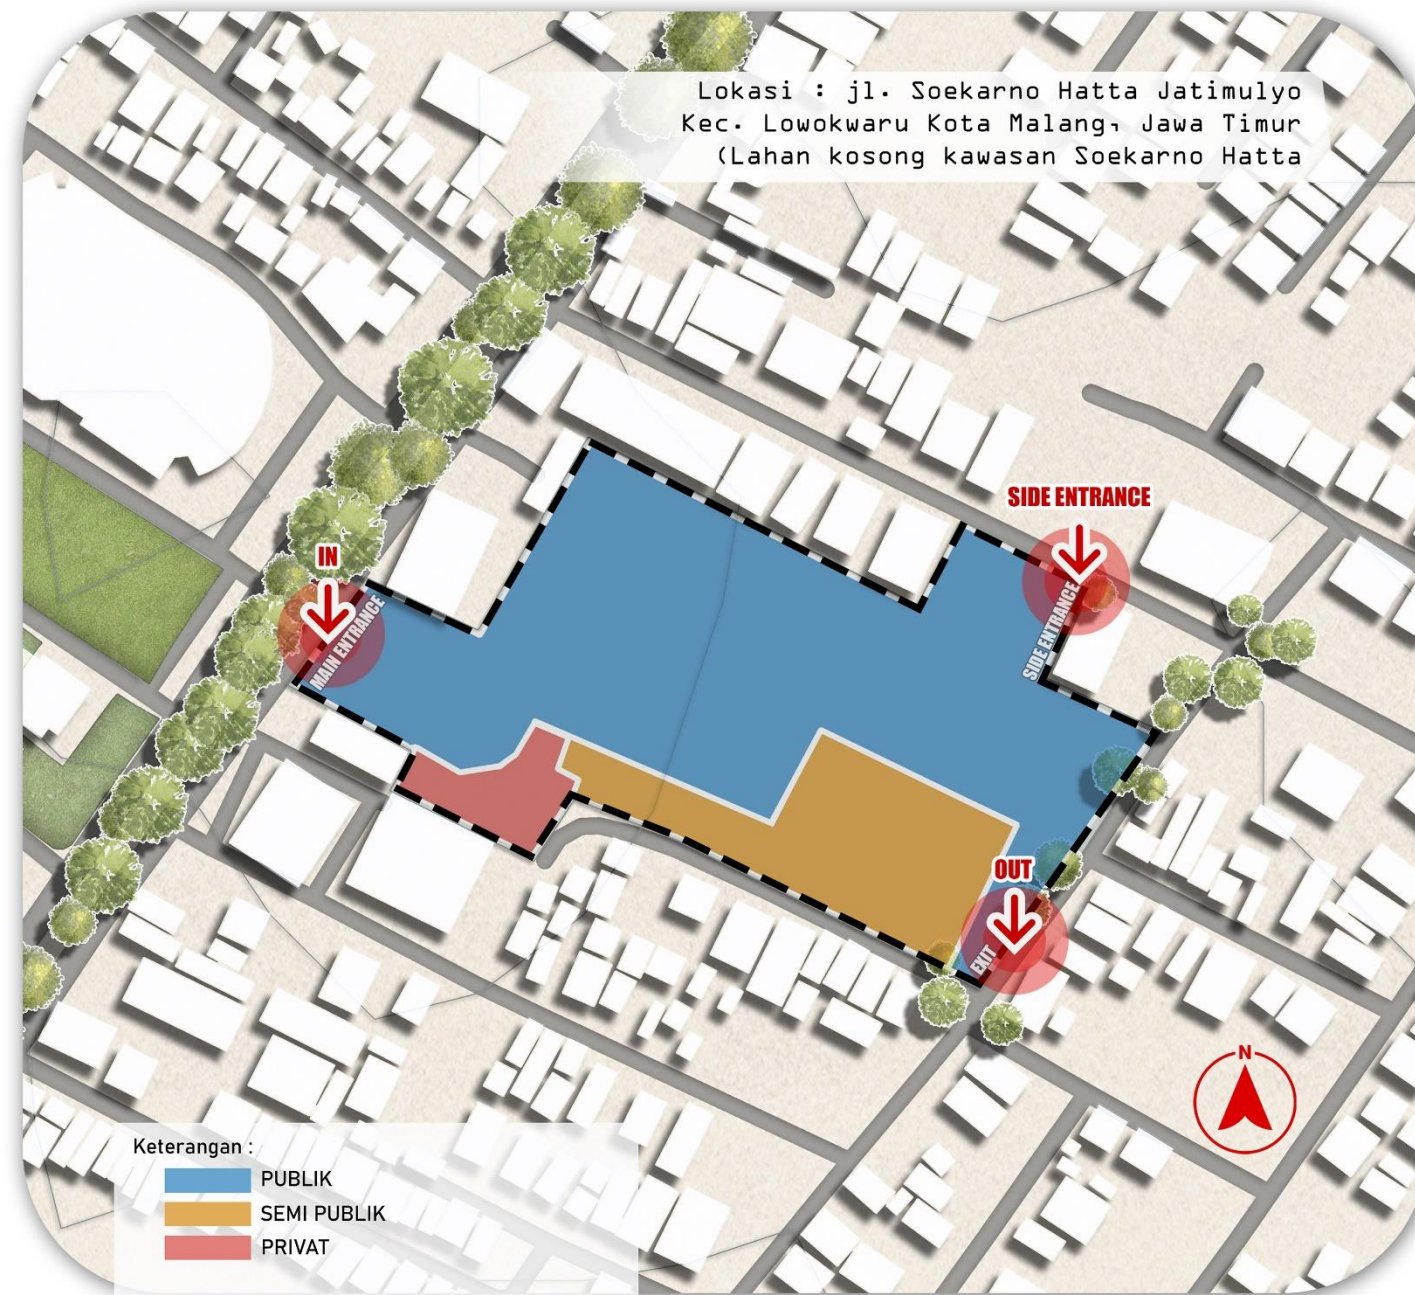 Lokasi : jl. Soekarno Hatta Jatimulyo
Kec. Lowokwaru Kota Malang, Jawa Timur
(Lahan kosong kawasan Soekarno Hatta
SIDE ENTRANCE
IN
MAIN ENTRANCE
SIDE ENTRANCE
OUT
EXIT
N
Keterangan :
PUBLIK
SEMI PUBLIK
PRIVAT